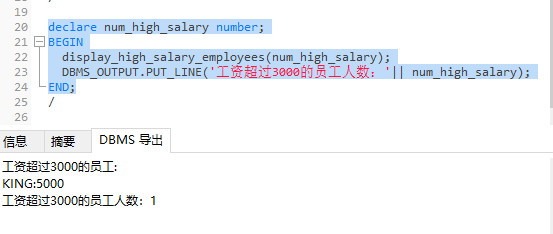 19
20 declare num_high_salary number;
21 BEGIN
22 display_high_salary_employees(num_high_salary);
23 DBMS_OUTPUT.PUT_LINE('工资超过3000的员工人数：'|| num_high_salary);
24 END;
25 /
26
信息 摘要 DBMS 导出
工资超过3000的员工:
KING:5000
工资超过3000的员工人数：1